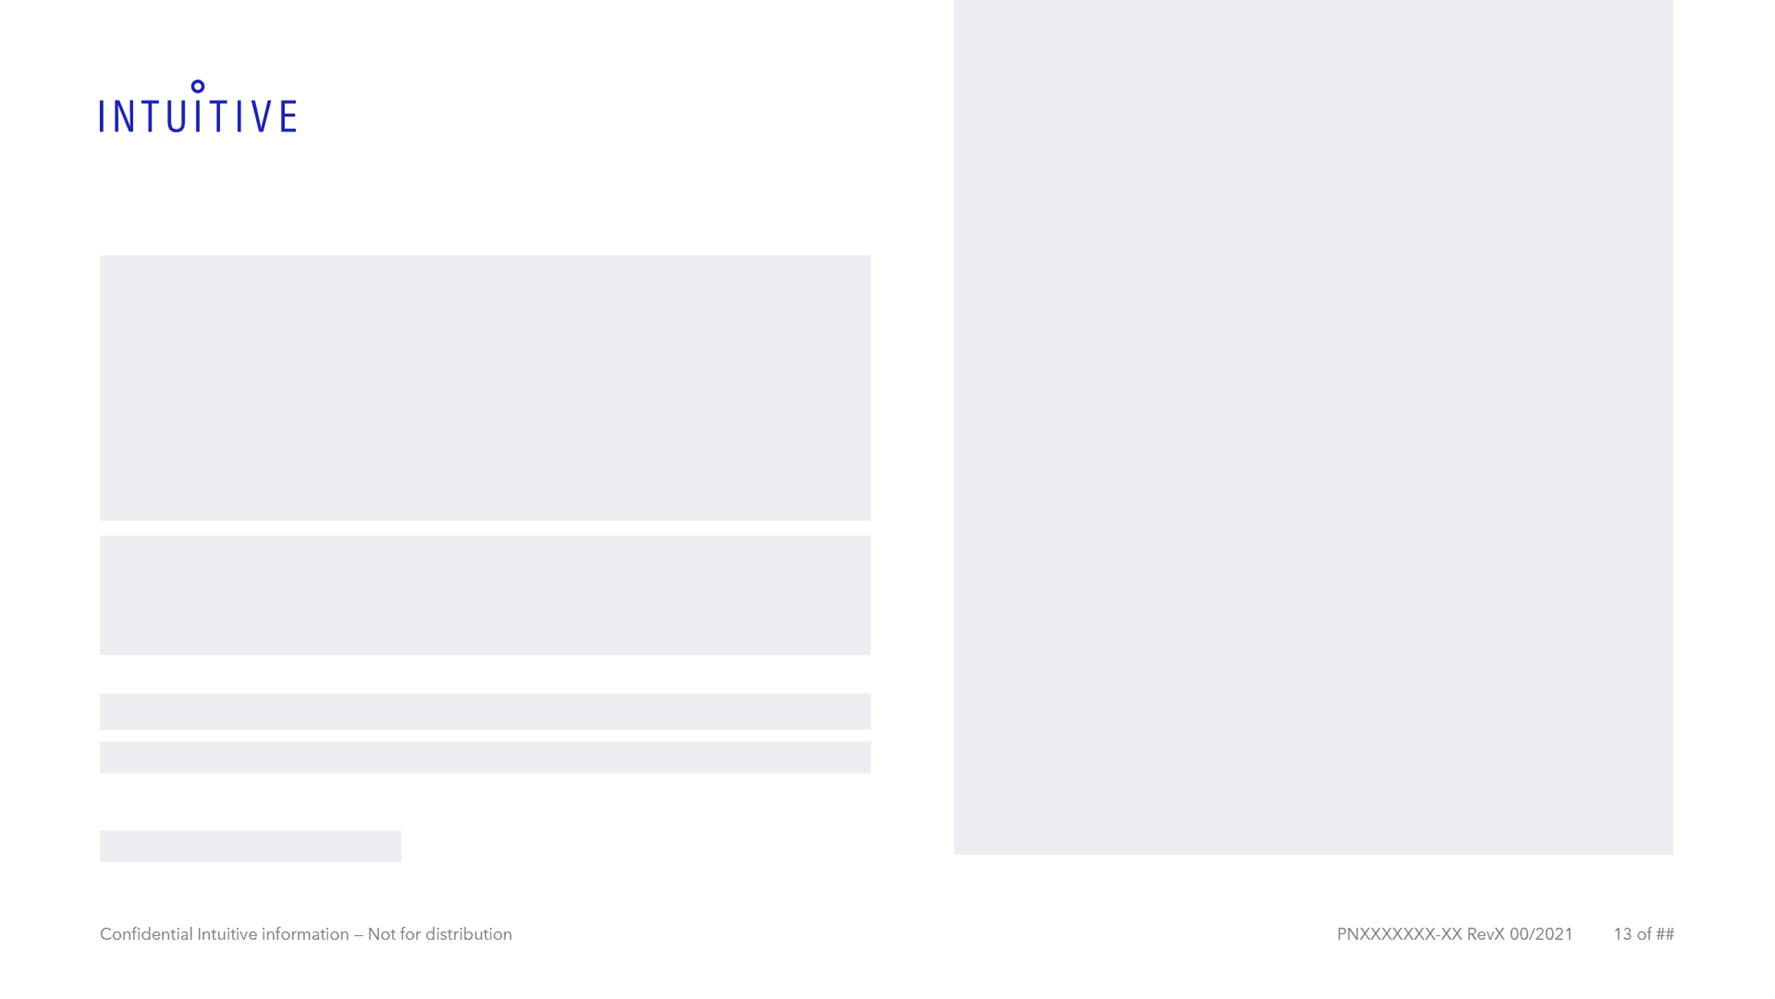 INTUITIVE
Confidential Intuitive information – Not for distribution
PNXXXXXXX-XX RevX 00/2021
13 of ##